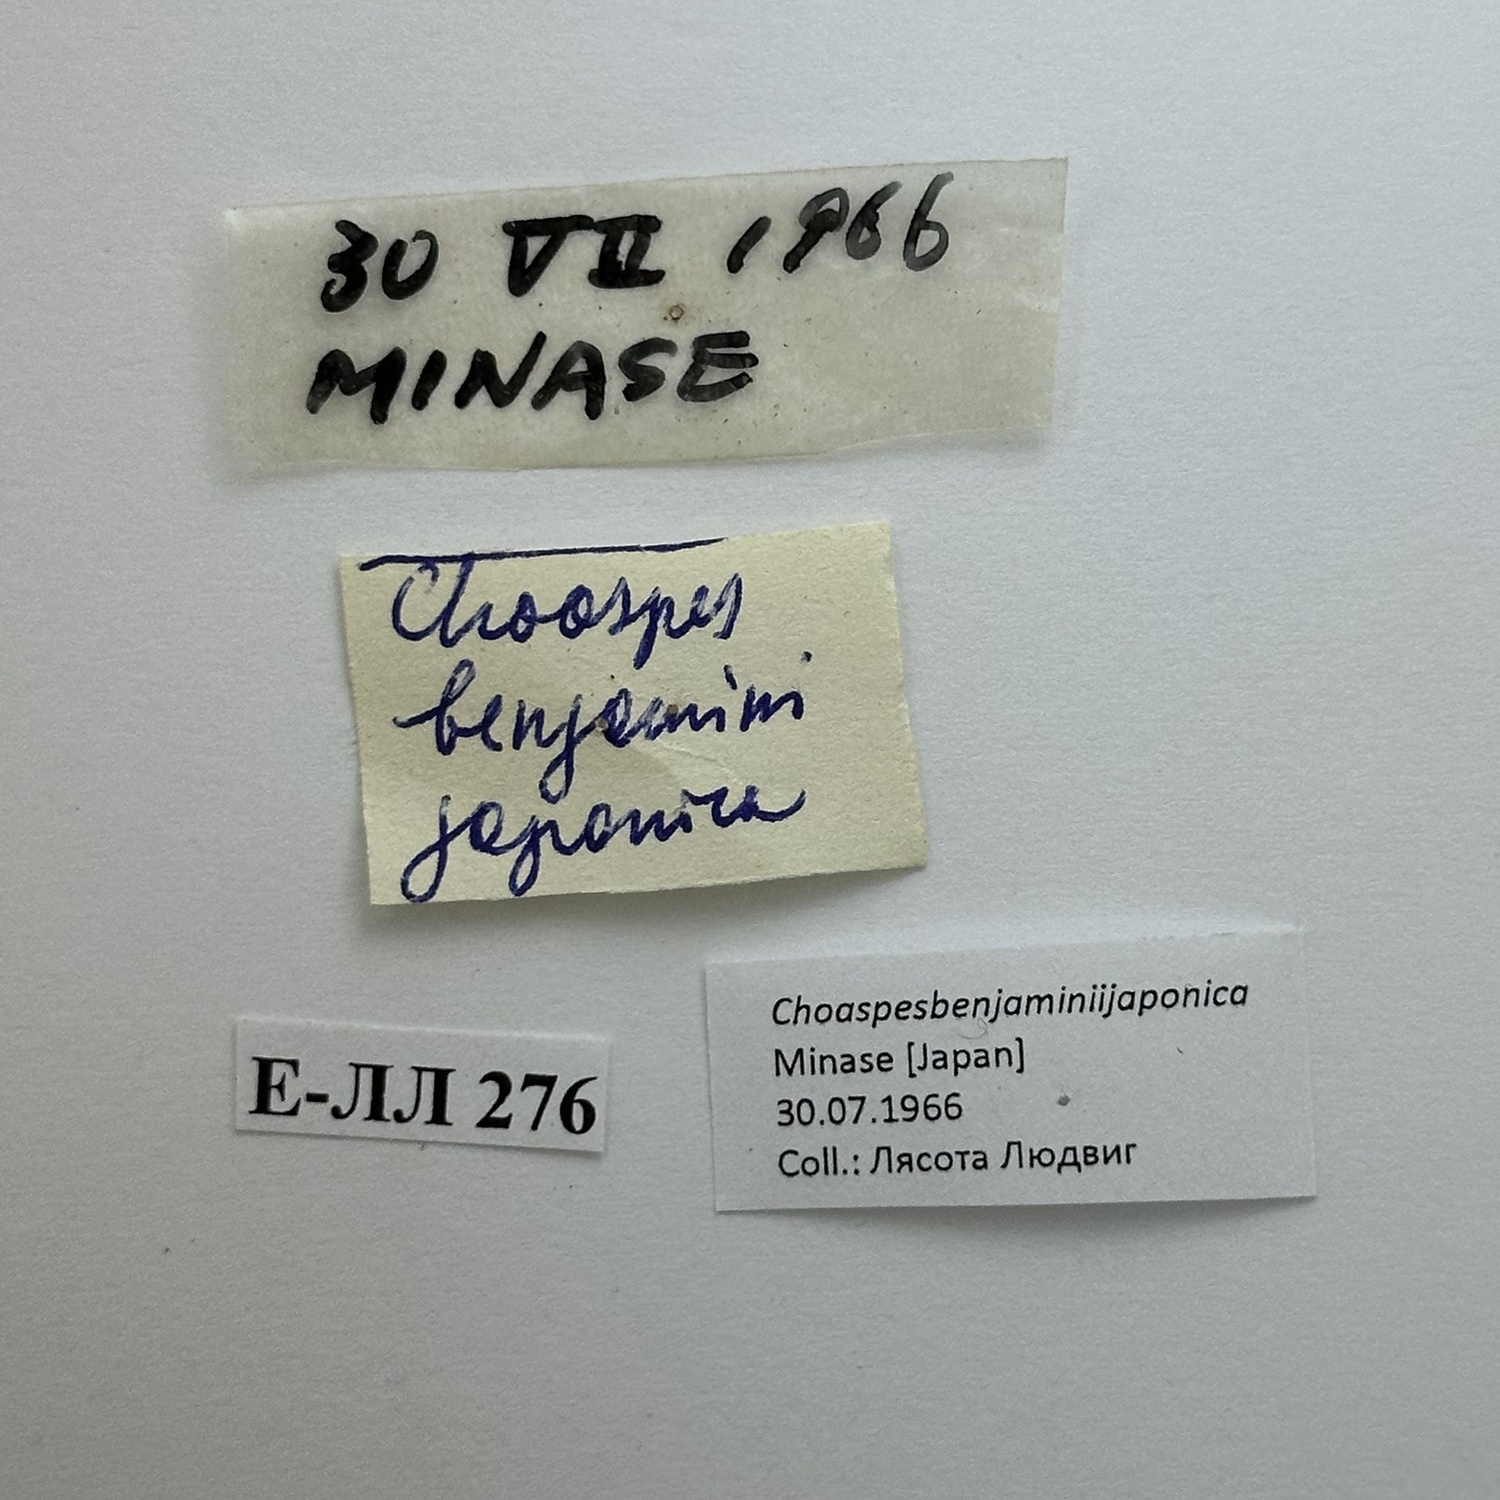 30 VII 1966
MINASE
Choaspes
benjamini
japonica
Е-ЛЛ 276
Choaspesbenjaminiijaponica
Minase [Japan]
30.07.1966
Coll.: Лясота Людвиг